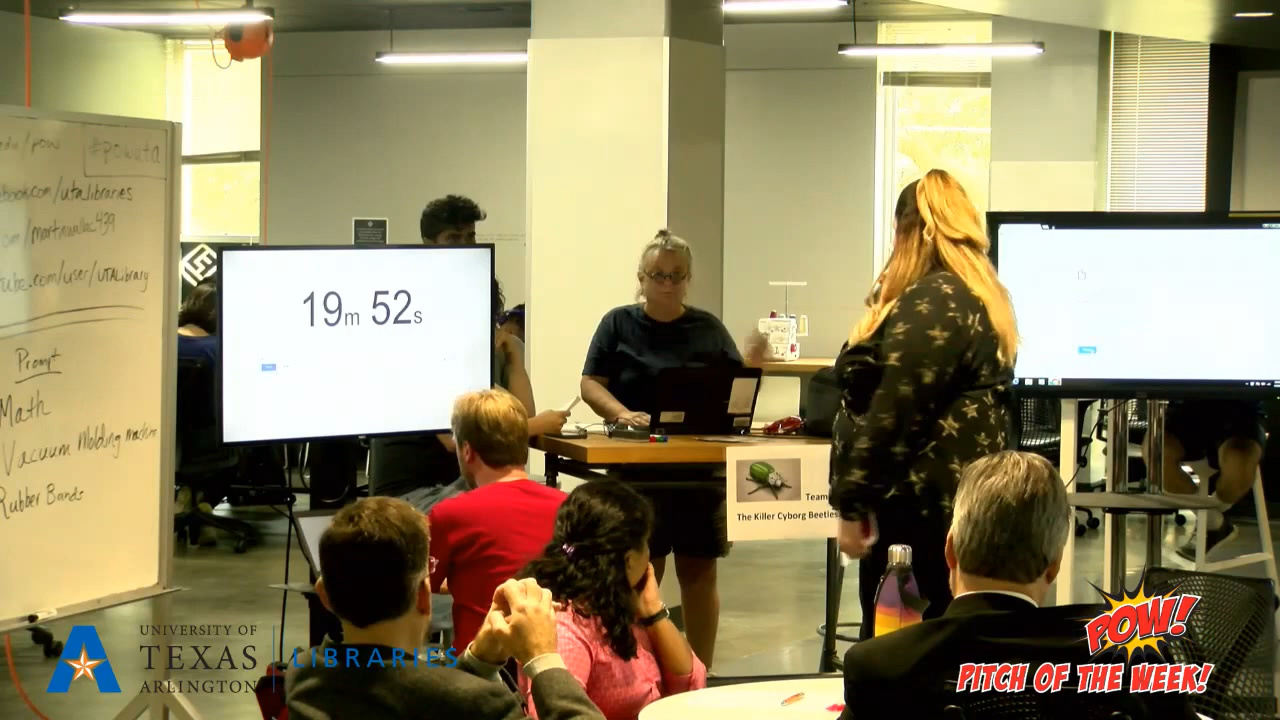 edu/pow
#powuta
ebook.com/utalibraries
com/martinwallac439
tube.com/user/UTALibrary
Prompt
Math
Vacuum Molding machine
Rubber Bands
19m 52s
Team
The Killer Cyborg Beetles
UNIVERSITY OF
TEXAS
ARLINGTON
LIBRARIES
POW!
PITCH OF THE WEEK!